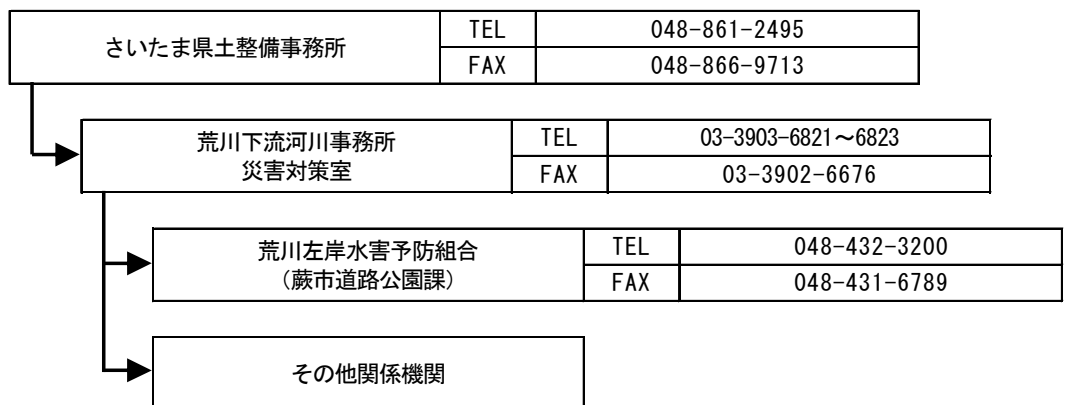 さいたま県土整備事務所 TEL 048-861-2495
FAX 048-866-9713
荒川下流河川事務所 TEL 03-3903-6821～6823
災害対策室 FAX 03-3902-6676
荒川左岸水害予防組合 TEL 048-432-3200
（蕨市道路公園課） FAX 048-431-6789
その他関係機関